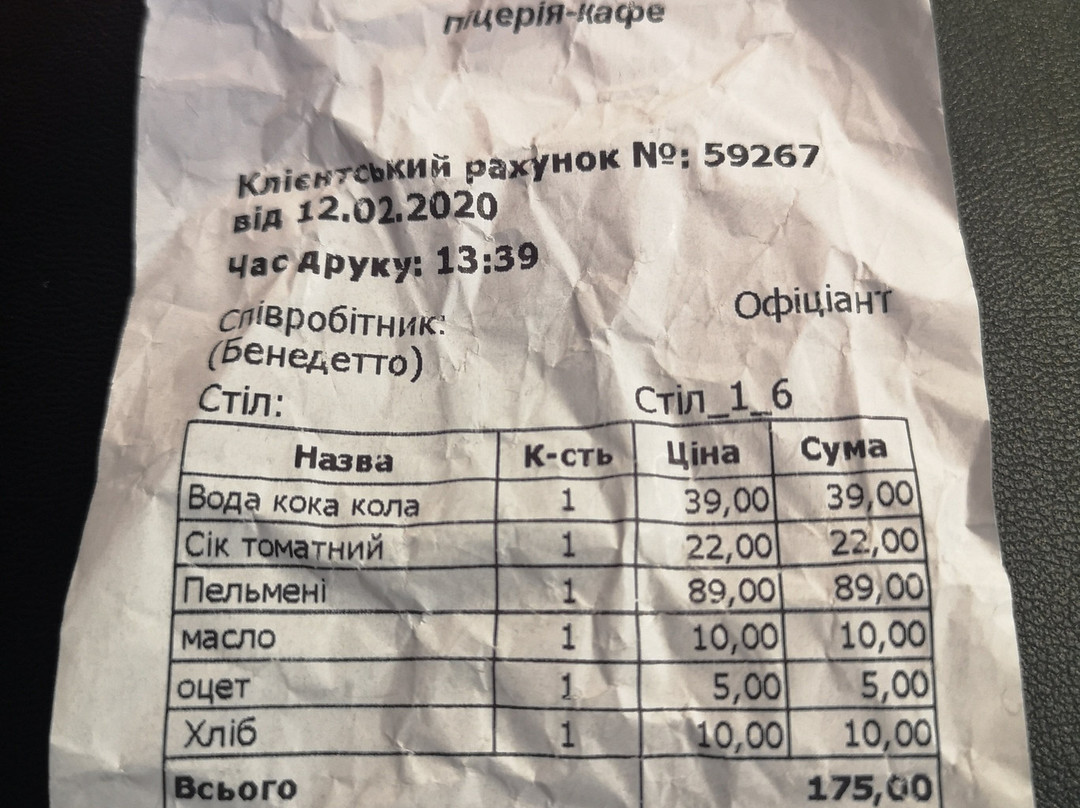 піцерія-кафе
Клієнтський рахунок №: 59267
від 12.02.2020
час друку: 13:39
Співробітник: Офіціант
(Бенедетто)
Стіл: Стіл_1_6
Назва К-сть Ціна Сума
Вода кока кола 1 39,00 39,00
Сік томатний 1 22,00 22,00
Пельмені 1 89,00 89,00
масло 1 10,00 10,00
оцет 1 5,00 5,00
Хліб 1 10,00 10,00
Всього 175,00